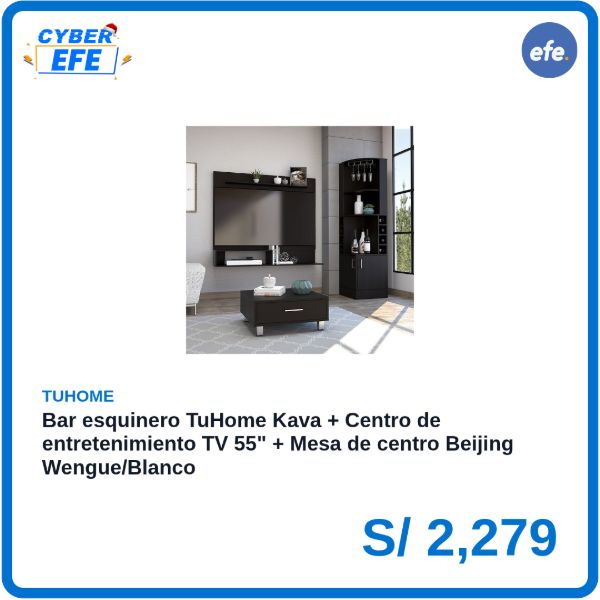 CYBER
EFE
efe.
TUHOME
Bar esquinero TuHome Kava + Centro de
entretenimiento TV 55" + Mesa de centro Beijing
Wengue/Blanco
S/ 2,279